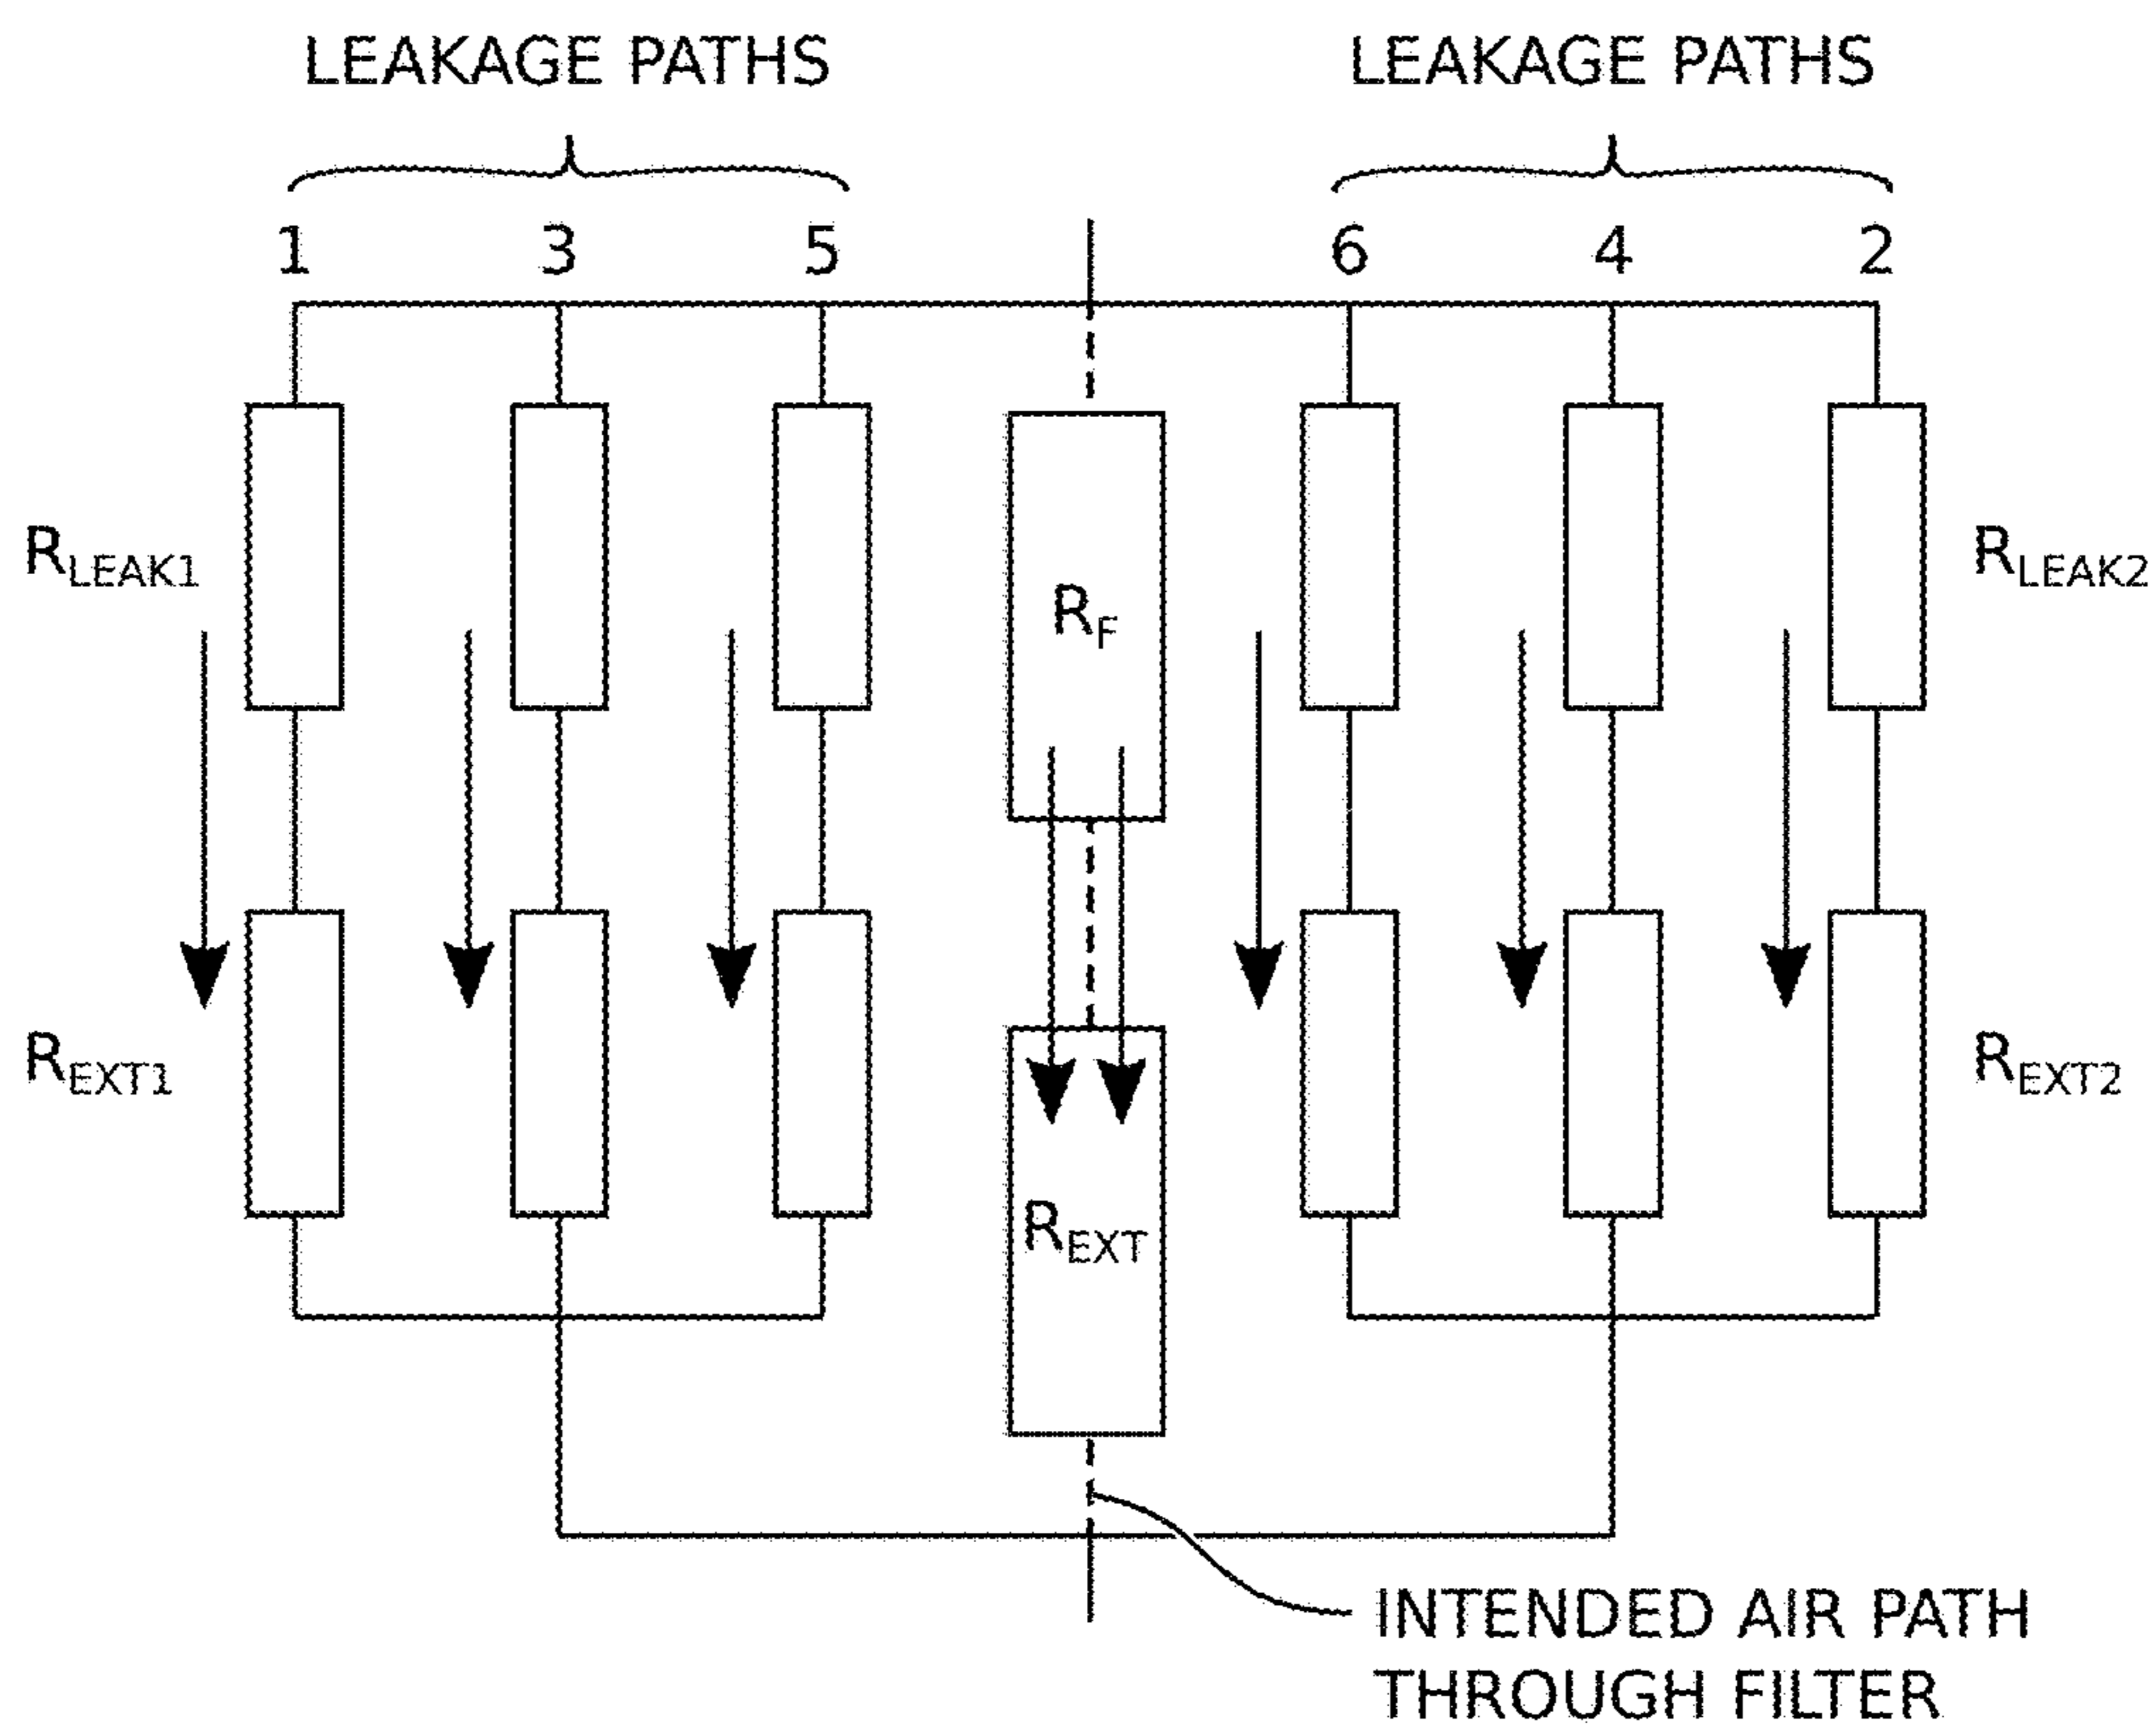 LEAKAGE PATHS LEAKAGE PATHS
1 3 5 6 4 2
RLEAK1 RF RLEAK2
REXT1 REXT REXT2
INTENDED AIR PATH
THROUGH FILTER